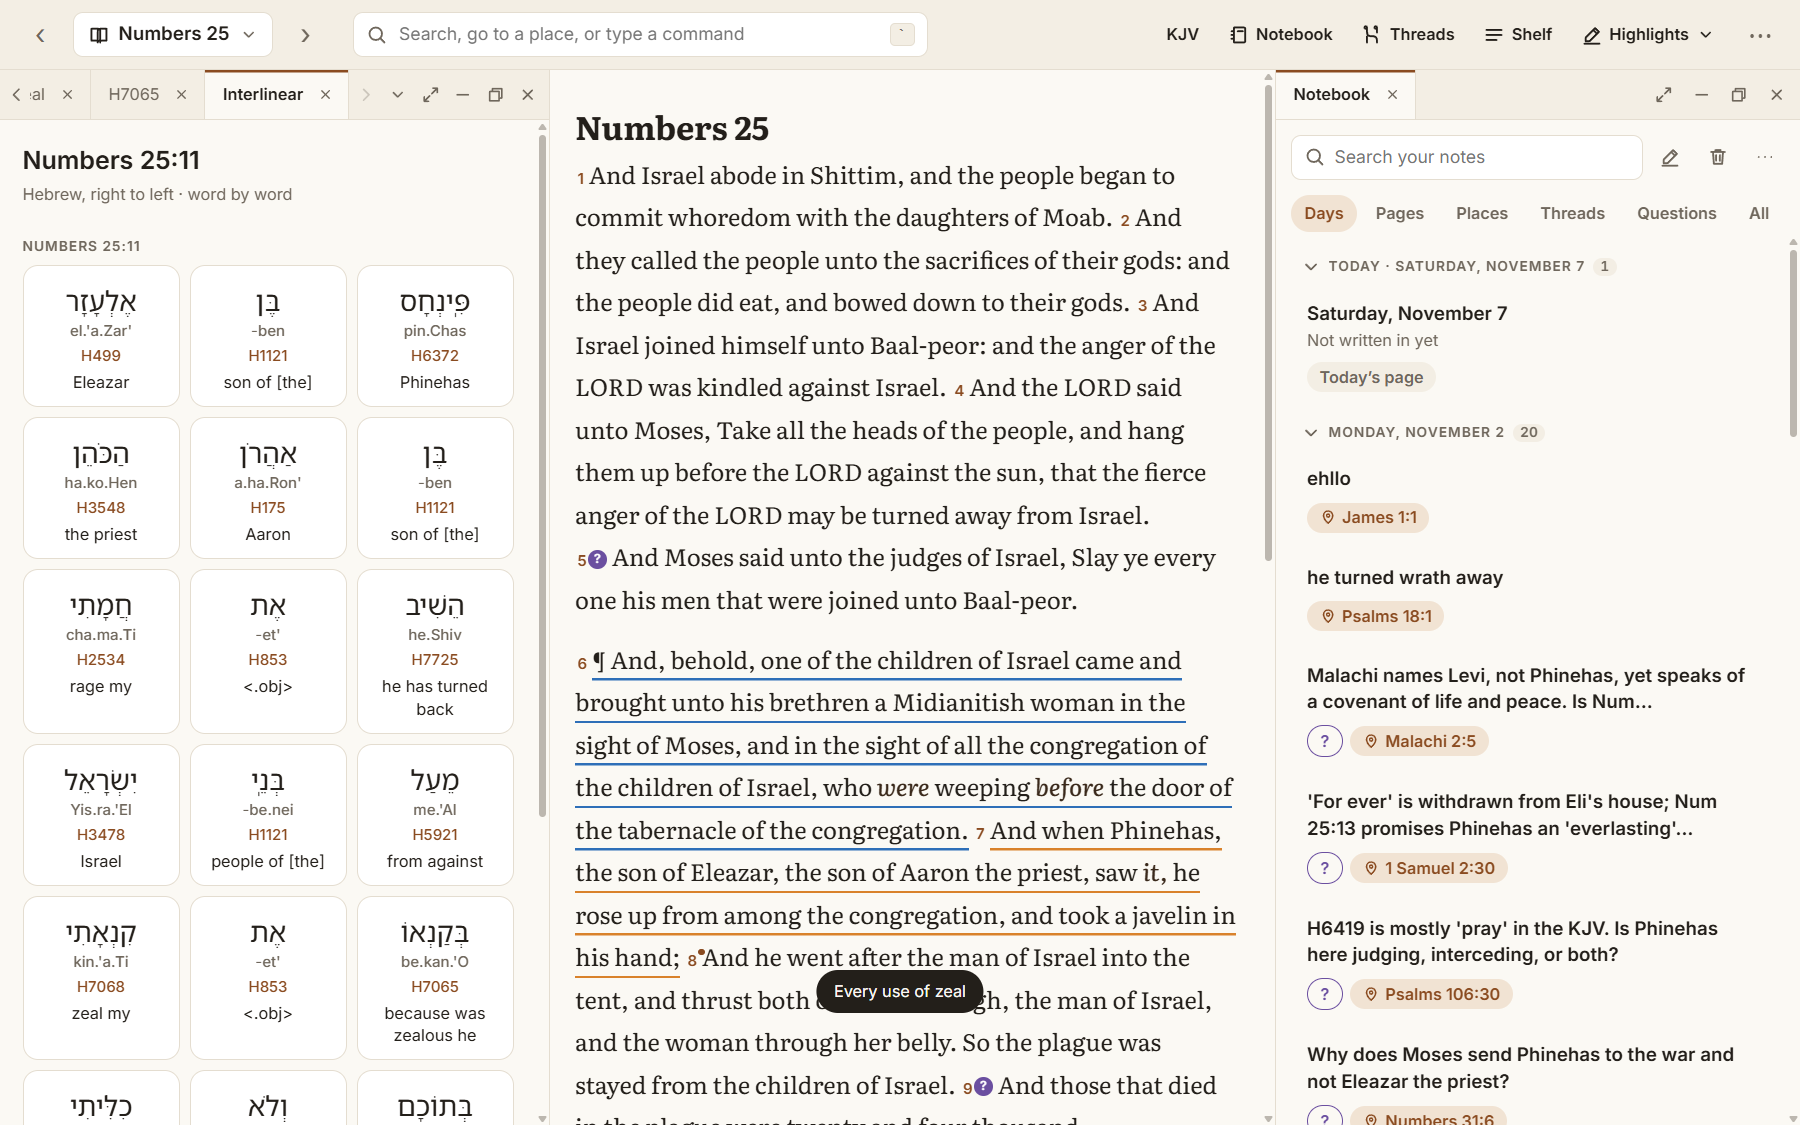 Numbers 25
Search, go to a place, or type a command
`
KJV
Notebook
Threads
Shelf
Highlights
eal
H7065
Interlinear
Numbers 25:11
Hebrew, right to left · word by word
NUMBERS 25:11
פִּֽינְחָס
pin.Chas
H6372
Phinehas
בֶּן
-ben
H1121
son of [the]
אֶלְעָזָר
el.'a.Zar'
H499
Eleazar
בֶּן
-ben
H1121
son of [the]
אַהֲרֹן
a.ha.Ron'
H175
Aaron
הַכֹּהֵן
ha.ko.Hen
H3548
the priest
הֵשִׁיב
he.Shiv
H7725
he has turned
back
אֶת
-et'
H853
<.obj>
חֲמָתִי
cha.ma.Ti
H2534
rage my
מֵעַל
me.'Al
H5921
from against
בְּנֵֽי
-be.nei
H1121
people of [the]
יִשְׂרָאֵל
Yis.ra.'El
H3478
Israel
בְּקַנְאוֹ
be.kan.'O
H7065
because was
zealous he
אֶת
-et'
H853
<.obj>
קִנְאָתִי
kin.'a.Ti
H7068
zeal my
בְּתוֹכָם
וְלֹא
כִלִּיתִי
Numbers 25
1 And Israel abode in Shittim, and the people began to
commit whoredom with the daughters of Moab. 2 And
they called the people unto the sacrifices of their gods: and
the people did eat, and bowed down to their gods. 3 And
Israel joined himself unto Baal-peor: and the anger of the
LORD was kindled against Israel. 4 And the LORD said
unto Moses, Take all the heads of the people, and hang
them up before the LORD against the sun, that the fierce
anger of the LORD may be turned away from Israel.
5 ? And Moses said unto the judges of Israel, Slay ye every
one his men that were joined unto Baal-peor.
6 ¶ And, behold, one of the children of Israel came and
brought unto his brethren a Midianitish woman in the
sight of Moses, and in the sight of all the congregation of
the children of Israel, who were weeping before the door of
the tabernacle of the congregation. 7 And when Phinehas,
the son of Eleazar, the son of Aaron the priest, saw it, he
rose up from among the congregation, and took a javelin in
his hand; 8 And he went after the man of Israel into the
tent, and thrust both gh, the man of Israel,
Every use of zeal
and the woman through her belly. So the plague was
stayed from the children of Israel. 9 ? And those that died
in the plague were twenty and four thousand.
Notebook
Search your notes
Days
Pages
Places
Threads
Questions
All
TODAY · SATURDAY, NOVEMBER 7 1
Saturday, November 7
Not written in yet
Today’s page
MONDAY, NOVEMBER 2 20
ehllo
James 1:1
he turned wrath away
Psalms 18:1
Malachi names Levi, not Phinehas, yet speaks of
a covenant of life and peace. Is Num…
? Malachi 2:5
'For ever' is withdrawn from Eli's house; Num
25:13 promises Phinehas an 'everlasting'…
? 1 Samuel 2:30
H6419 is mostly 'pray' in the KJV. Is Phinehas
here judging, interceding, or both?
? Psalms 106:30
Why does Moses send Phinehas to the war and
not Eleazar the priest?
? Numbers 31:6